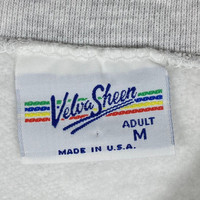 Velva Sheen
ADULT
M
MADE IN U.S.A.